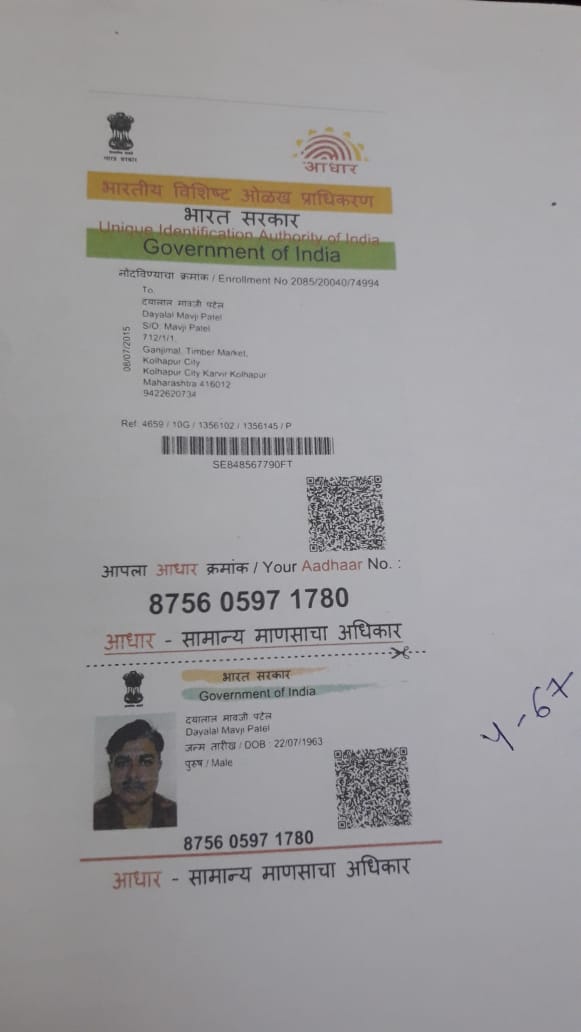 भारत सरकार
आधार
भारतीय विशिष्ट ओळख प्राधिकरण
भारत सरकार
Unique Identification Authority of India
Government of India
नोंदविण्याचा क्रमांक / Enrollment No 2085/20040/74994
To,
दयालाल मावजी पटेल
Dayalal Mavji Patel
S/O: Mavji Patel
712/1/1,
Ganjimal, Timber Market,
Kolhapur City
Kolhapur City Karvir Kolhapur
Maharashtra 416012
9422620734
08/07/2015
Ref: 4659 / 10G / 1356102 / 1356145 / P
SE848567790FT
आपला आधार क्रमांक / Your Aadhaar No. :
8756 0597 1780
आधार - सामान्य माणसाचा अधिकार
भारत सरकार
Government of India
दयालाल मावजी पटेल
Dayalal Mavji Patel
जन्म तारीख / DOB : 22/07/1963
पुरुष / Male
8756 0597 1780
आधार - सामान्य माणसाचा अधिकार